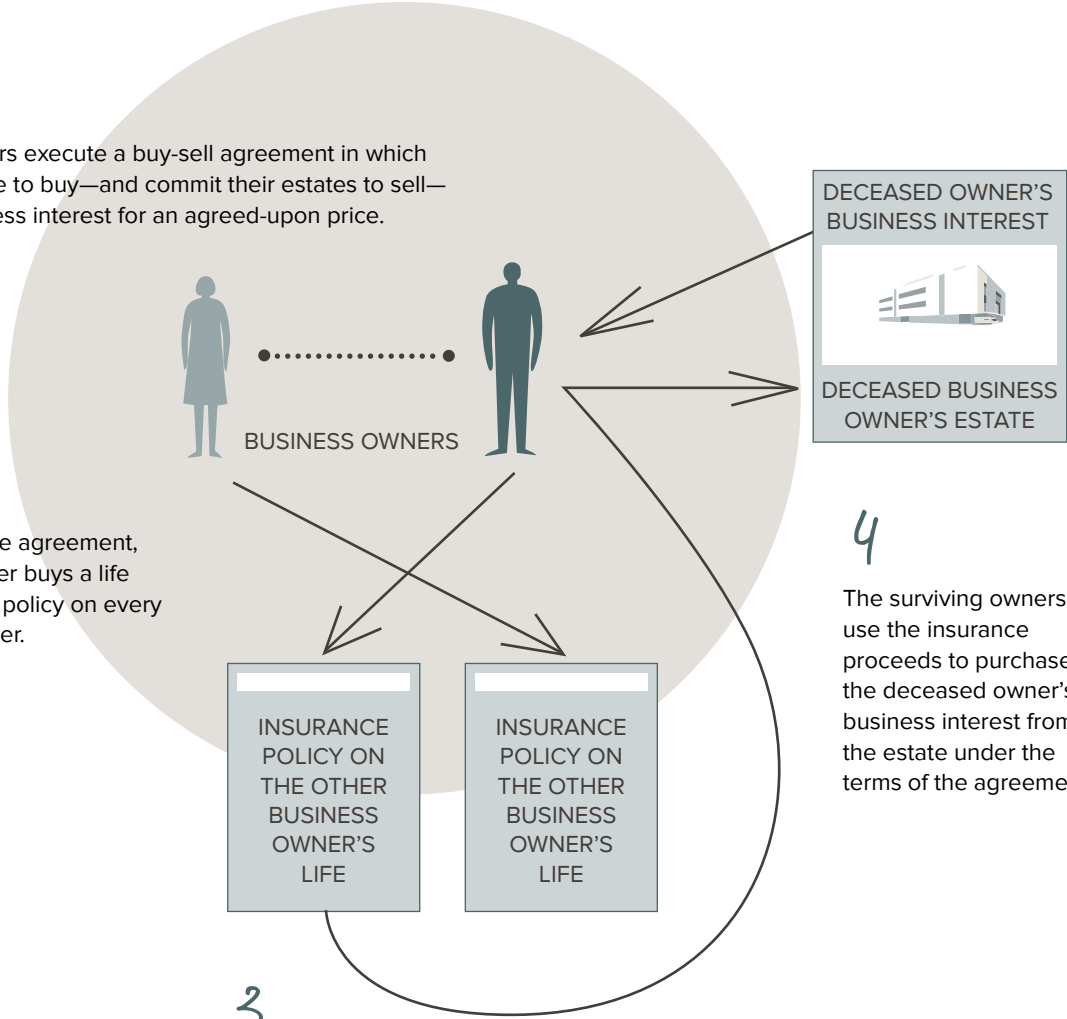 rs execute a buy-sell agreement in which
e to buy—and commit their estates to sell—
ess interest for an agreed-upon price.
DECEASED OWNER'S
BUSINESS INTEREST
DECEASED BUSINESS
OWNER'S ESTATE
BUSINESS OWNERS
e agreement,
er buys a life
policy on every
er.
4
The surviving owners
use the insurance
proceeds to purchase
the deceased owner's
business interest from
the estate under the
terms of the agreeme
INSURANCE
POLICY ON
THE OTHER
BUSINESS
OWNER'S
LIFE
INSURANCE
POLICY ON
THE OTHER
BUSINESS
OWNER'S
LIFE
3